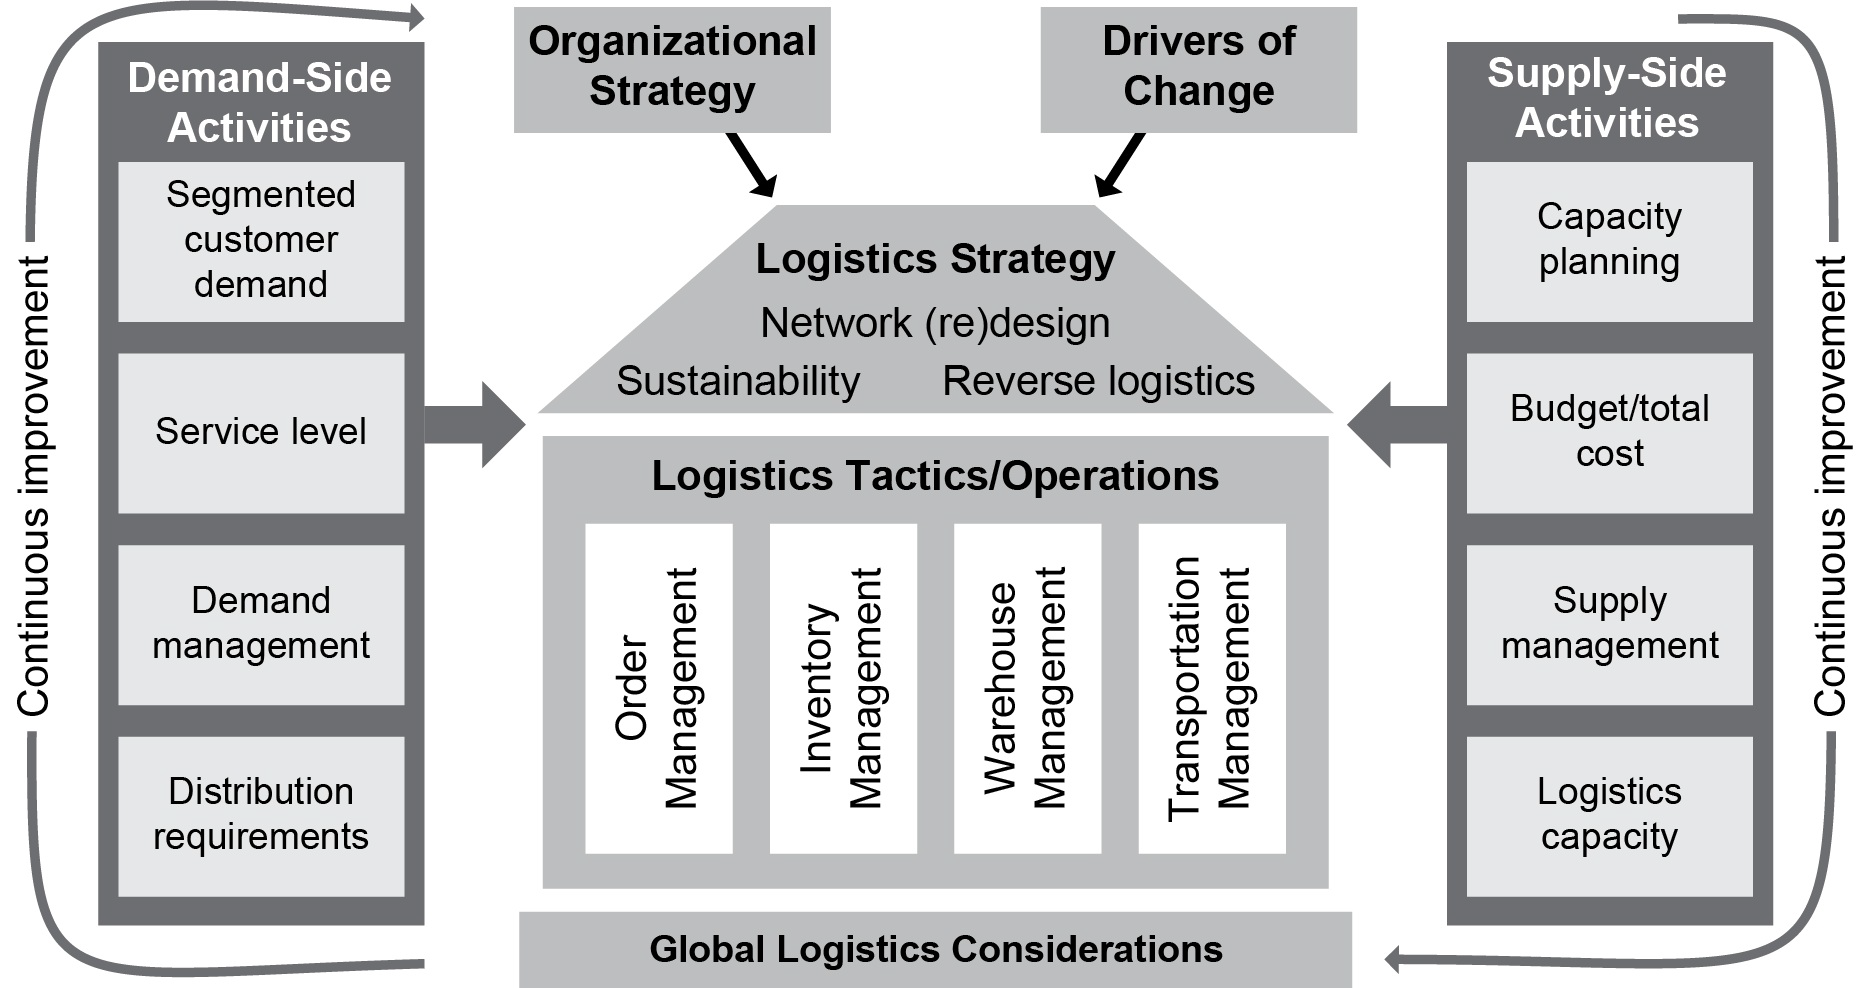 Continuous improvement
Demand-Side
Activities
Segmented
customer
demand
Service level
Demand
management
Distribution
requirements
Organizational
Strategy
Drivers of
Change
Logistics Strategy
Network (re)design
Sustainability
Reverse logistics
Logistics Tactics/Operations
Order
Management
Inventory
Management
Warehouse
Management
Transportation
Management
Global Logistics Considerations
Supply-Side
Activities
Capacity
planning
Budget/total
cost
Supply
management
Logistics
capacity
Continuous improvement